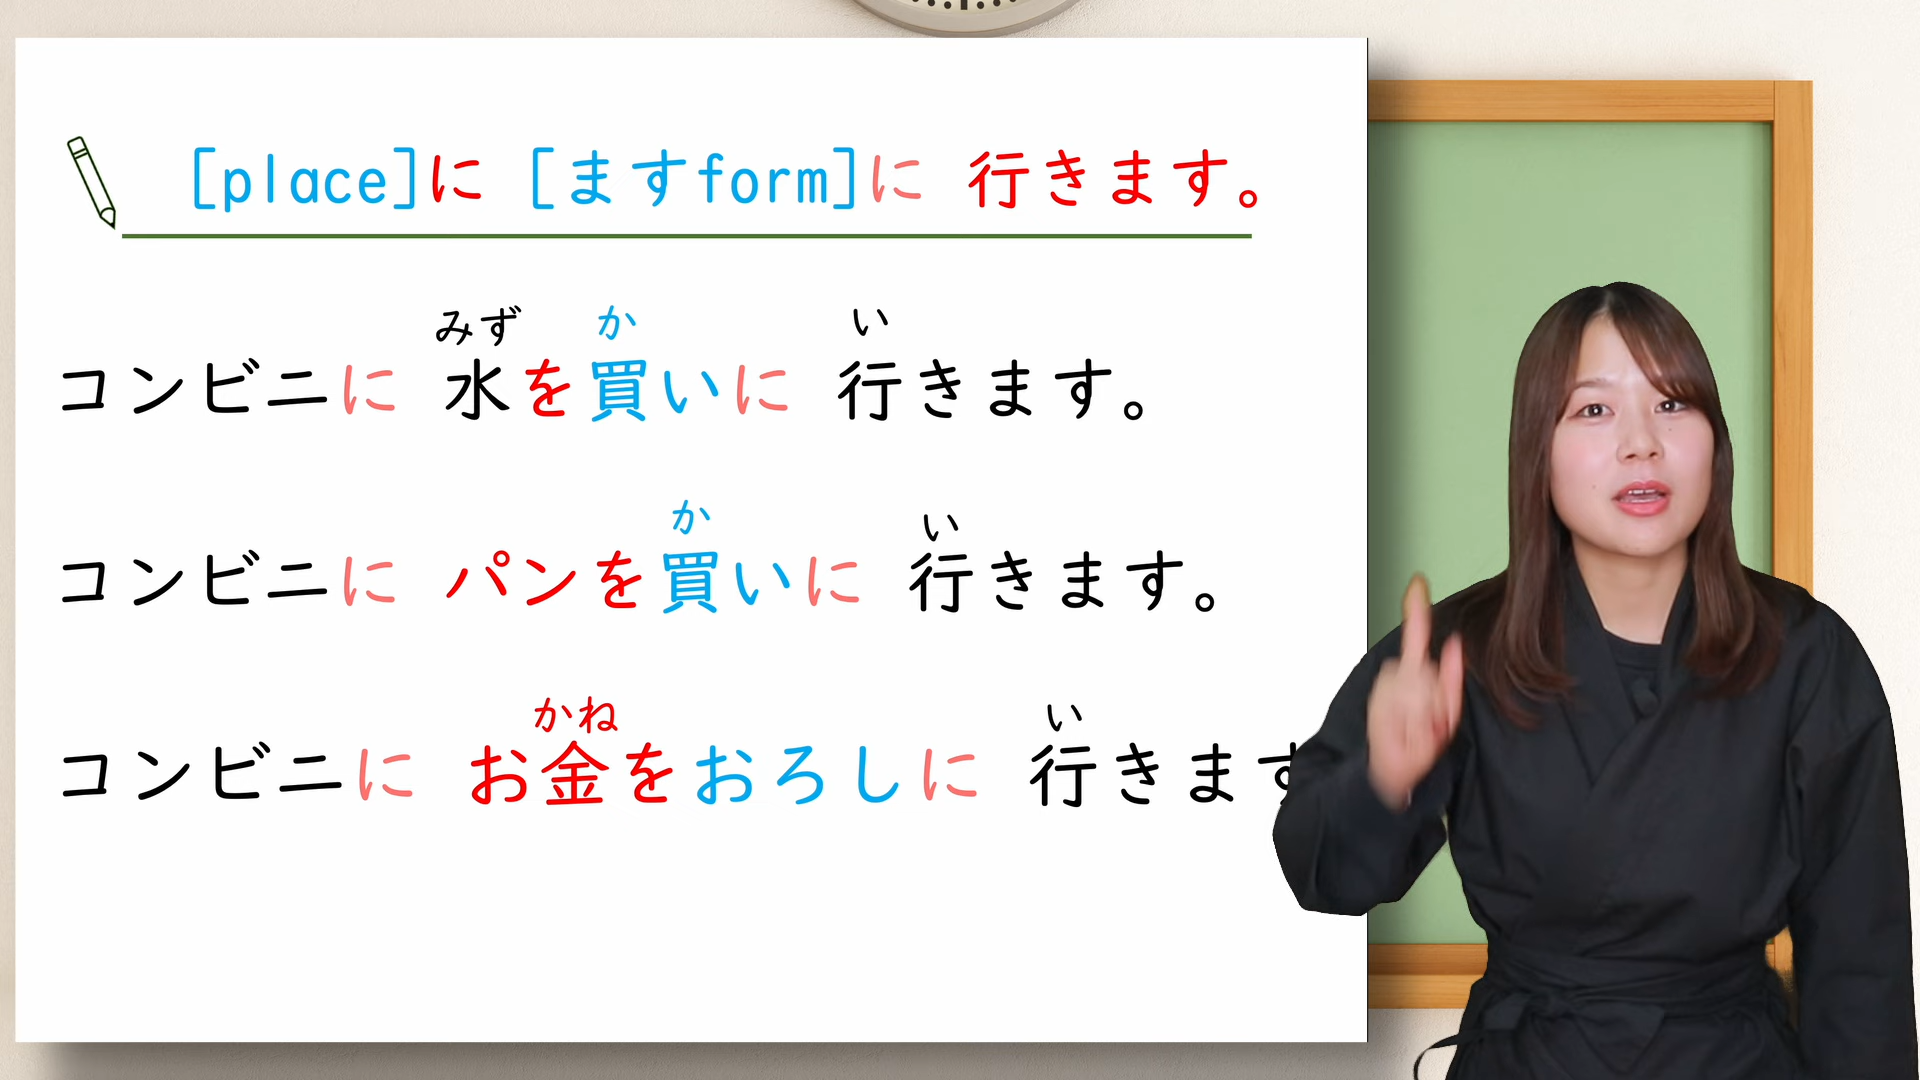 [place]に [ますform]に 行きます。
みず か い
コンビニに 水を買いに 行きます。
か い
コンビニに パンを買いに 行きます。
かね い
コンビニに お金をおろしに 行きます